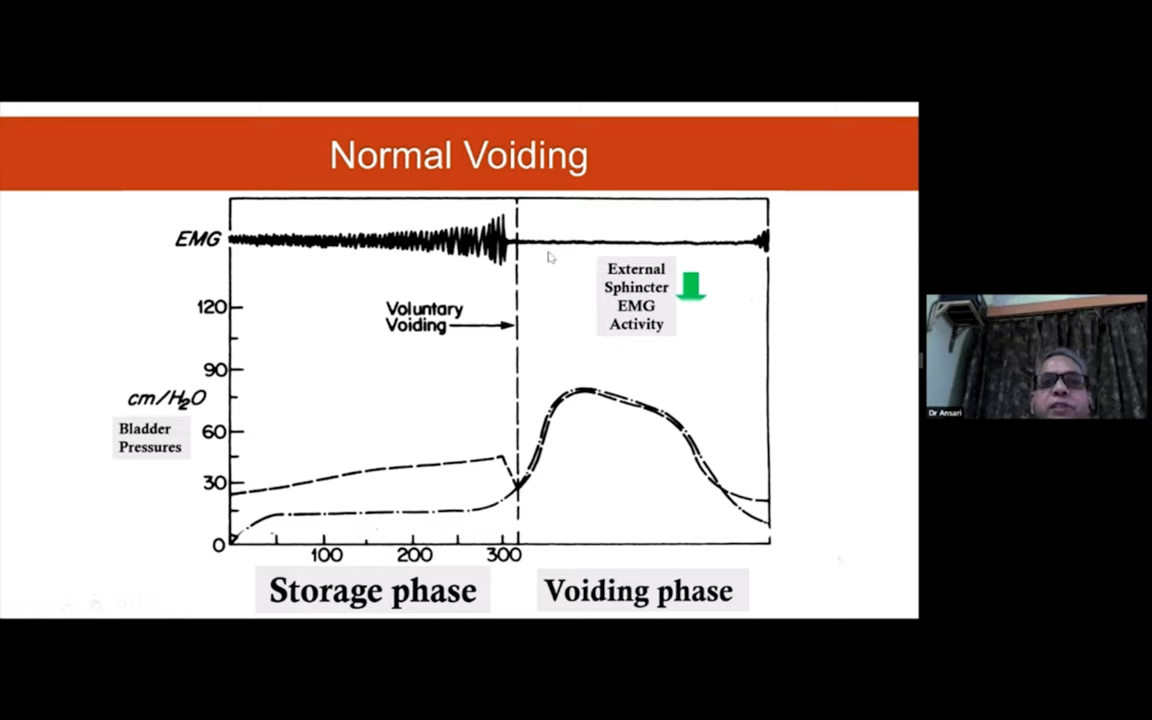 Normal Voiding
EMG
External
Sphincter
EMG
Activity
120
Voluntary
Voiding
90
cm/H₂O
Bladder
Pressures
60
30
0
100 200 300
Storage phase
Voiding phase
Dr Ansari